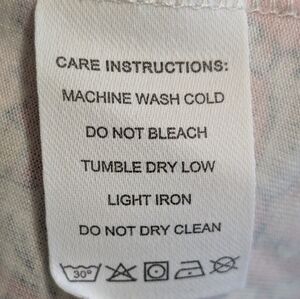 CARE INSTRUCTIONS:
MACHINE WASH COLD
DO NOT BLEACH
TUMBLE DRY LOW
LIGHT IRON
DO NOT DRY CLEAN
30°